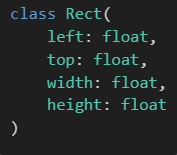 class Rect(
    left: float,
    top: float,
    width: float,
    height: float
)